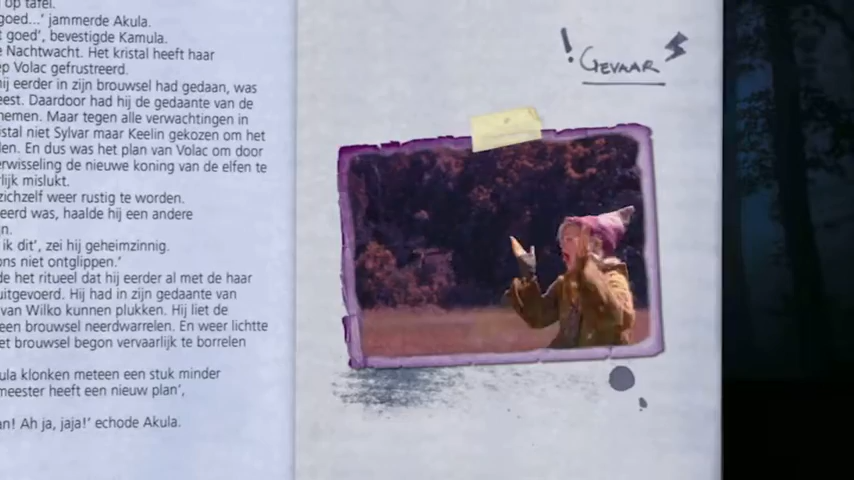 op tafel.
goed...' jammerde Akula.
t goed', bevestigde Kamula.
e Nachtwacht. Het kristal heeft haar
ep Volac gefrustreerd.
hij eerder in zijn brouwsel had gedaan, was
eest. Daardoor had hij de gedaante van de
nemen. Maar tegen alle verwachtingen in
istal niet Sylvar maar Keelin gekozen om het
den. En dus was het plan van Volac om door
erwisseling de nieuwe koning van de elfen te
rlijk mislukt.
zichzelf weer rustig te worden.
eerd was, haalde hij een andere
n.
ik dit', zei hij geheimzinnig.
ons niet ontglippen.'
de het ritueel dat hij eerder al met de haar
uitgevoerd. Hij had in zijn gedaante van
van Wilko kunnen plukken. Hij liet de
een brouwsel neerdwarrelen. En weer lichtte
et brouwsel begon vervaarlijk te borrelen
ula klonken meteen een stuk minder
meester heeft een nieuw plan',
an! Ah ja, jaja!' echode Akula.
! GEVAAR